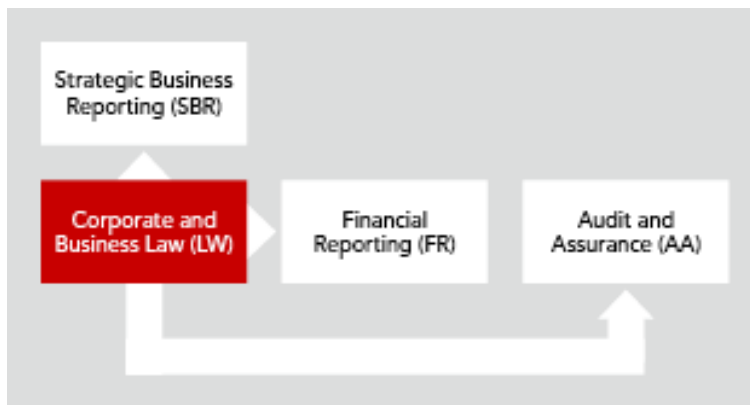 Strategic Business
Reporting (SBR)
Corporate and
Business Law (LW)
Financial
Reporting (FR)
Audit and
Assurance (AA)